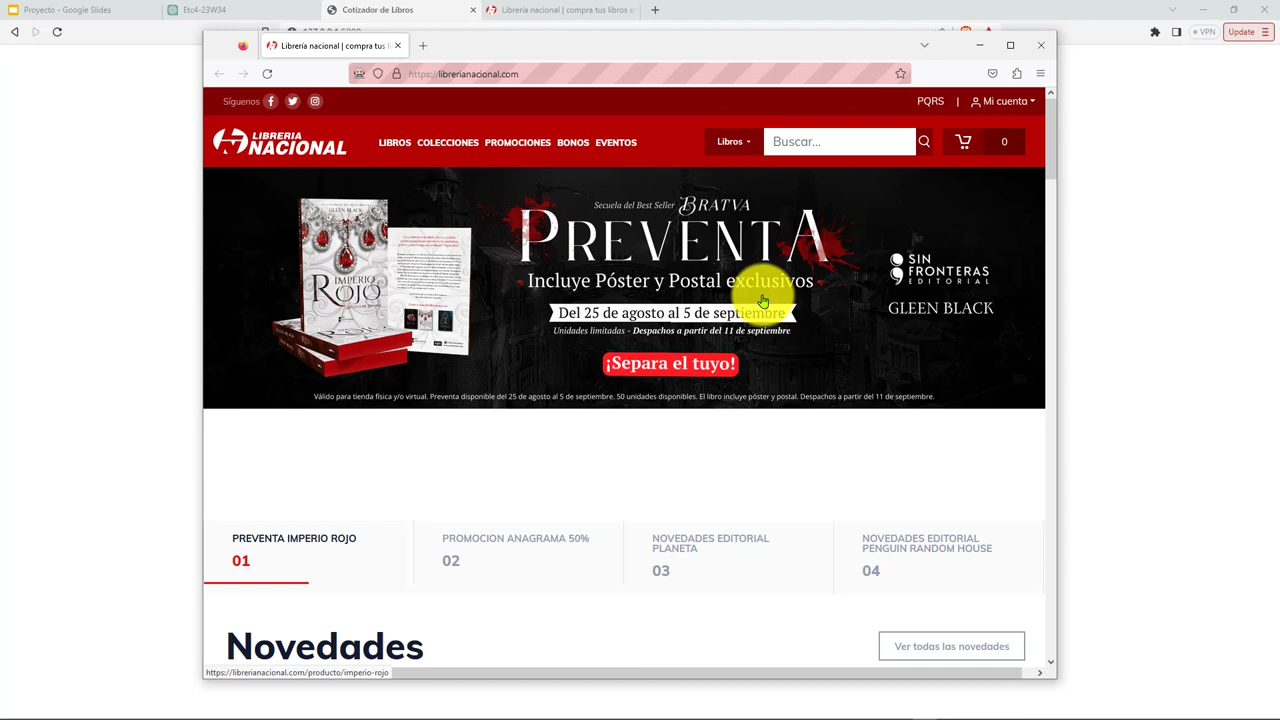 Proyecto - Google Slides
Etc4-23W34
Cotizador de Libros
Librería nacional | compra tus libros e
VPN
Update
Librería nacional | compra tus l
https://librerianacional.com
Síguenos
PQRS | Mi cuenta
LIBRERIA
NACIONAL
LIBROS COLECCIONES PROMOCIONES BONOS EVENTOS
Libros
Buscar...
0
Secuela del Best Seller BRATVA
PREVENTA
Incluye Póster y Postal exclusivos
Del 25 de agosto al 5 de septiembre
Unidades limitadas - Despachos a partir del 11 de septiembre
¡Separa el tuyo!
SIN
FRONTERAS
EDITORIAL
GLEEN BLACK
GLEEN BLACK
IMPERIO
ROJO
Válido para tienda física y/o virtual. Preventa disponible del 25 de agosto al 5 de septiembre. 50 unidades disponibles. El libro incluye póster y postal. Despachos a partir del 11 de septiembre.
PREVENTA IMPERIO ROJO
01
PROMOCION ANAGRAMA 50%
02
NOVEDADES EDITORIAL
PLANETA
03
NOVEDADES EDITORIAL
PENGUIN RANDOM HOUSE
04
Novedades
Ver todas las novedades
https://librerianacional.com/producto/imperio-rojo